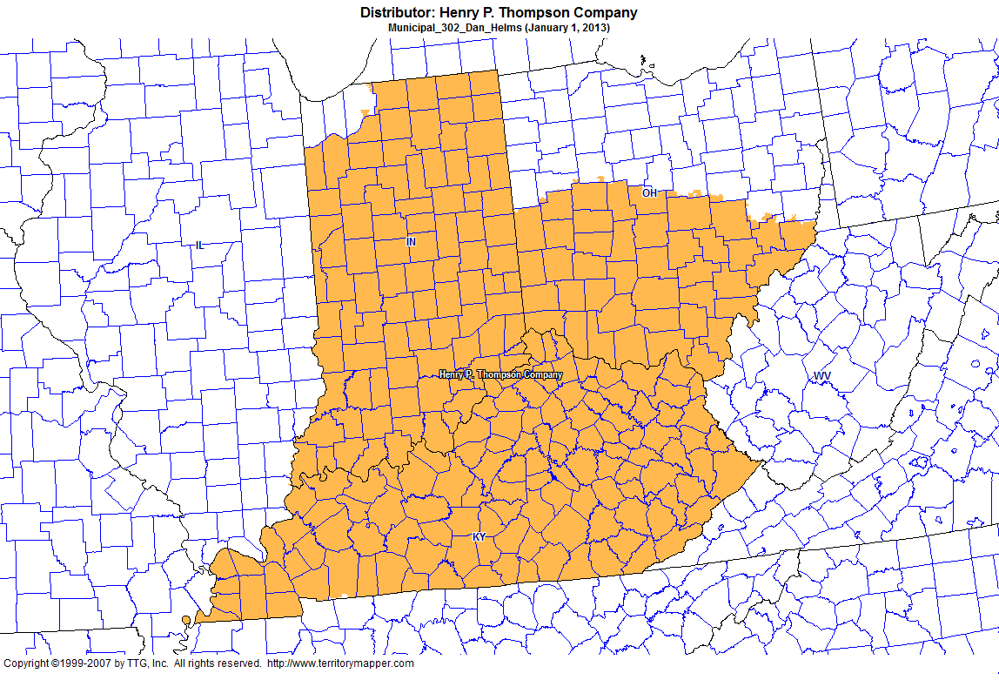 Distributor: Henry P. Thompson Company
Municipal_302_Dan_Helms (January 1, 2013)
OH
IN
IL
Henry P. Thompson Company
WV
KY
Copyright ©1999-2007 by TTG, Inc. All rights reserved. http://www.territorymapper.com